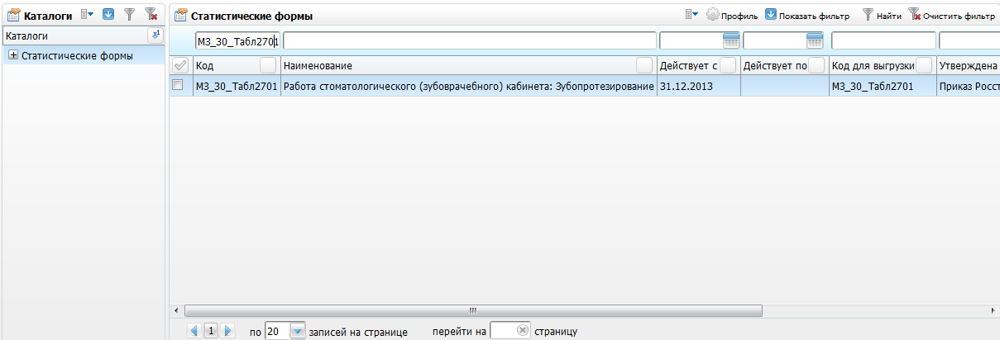 Каталоги
Статистические формы
Профиль
Показать фильтр
Найти
Очистить фильтр
Каталоги
Статистические формы
МЗ_30_Табл2701
Код
Наименование
Действует с
Действует по
Код для выгрузки
Утверждена
МЗ_30_Табл2701
Работа стоматологического (зубоврачебного) кабинета: Зубопротезирование
31.12.2013
МЗ_30_Табл2701
Приказ Росст
1
по 20 записей на странице
перейти на
страницу